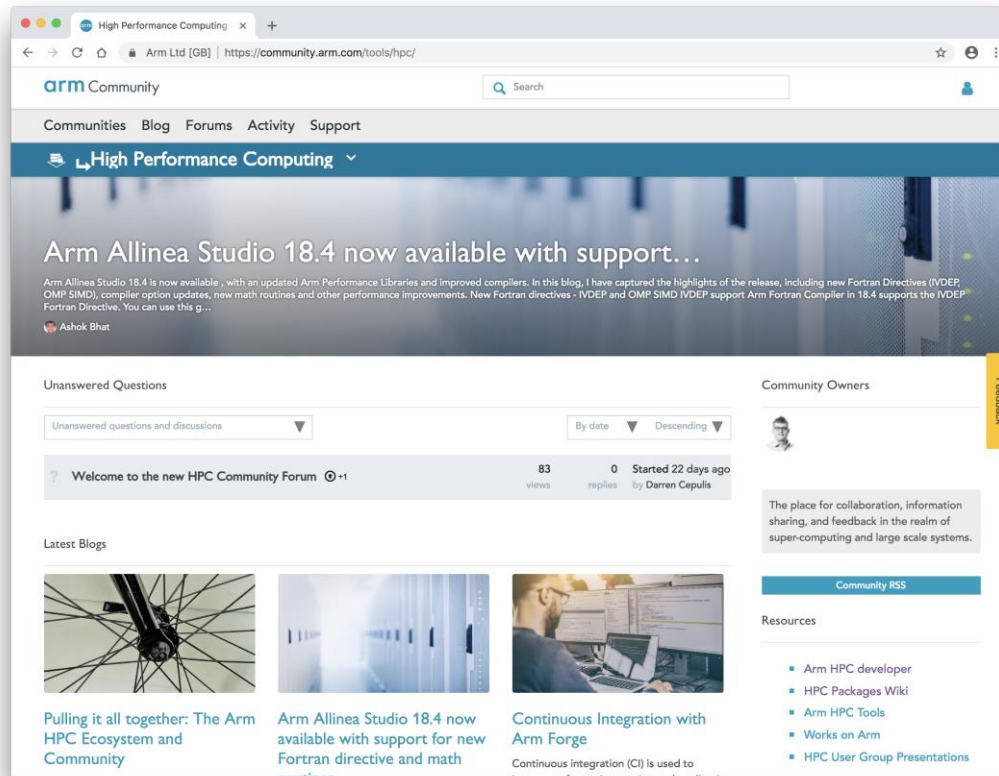 High Performance Computing
Arm Ltd [GB] | https://community.arm.com/tools/hpc/
arm Community
Search
Communities Blog Forums Activity Support
High Performance Computing
Arm Allinea Studio 18.4 now available with support…
Arm Allinea Studio 18.4 is now available , with an updated Arm Performance Libraries and improved compilers. In this blog, I have captured the highlights of the release, including new Fortran Directives (IVDEP,
OMP SIMD), compiler option updates, new math routines and other performance improvements. New Fortran directives - IVDEP and OMP SIMD IVDEP support Arm Fortran Compiler in 18.4 supports the IVDEP
Fortran Directive. You can use this g…
Ashok Bhat
Feedback
Unanswered Questions
Unanswered questions and discussions
By date Descending
? Welcome to the new HPC Community Forum +1
83 views
0 replies
Started 22 days ago
by Darren Cepulis
Latest Blogs
Pulling it all together: The Arm
HPC Ecosystem and
Community
Arm Allinea Studio 18.4 now
available with support for new
Fortran directive and math
Continuous Integration with
Arm Forge
Continuous integration (CI) is used to
Community Owners
The place for collaboration, information
sharing, and feedback in the realm of
super-computing and large scale systems.
Community RSS
Resources
Arm HPC developer
HPC Packages Wiki
Arm HPC Tools
Works on Arm
HPC User Group Presentations